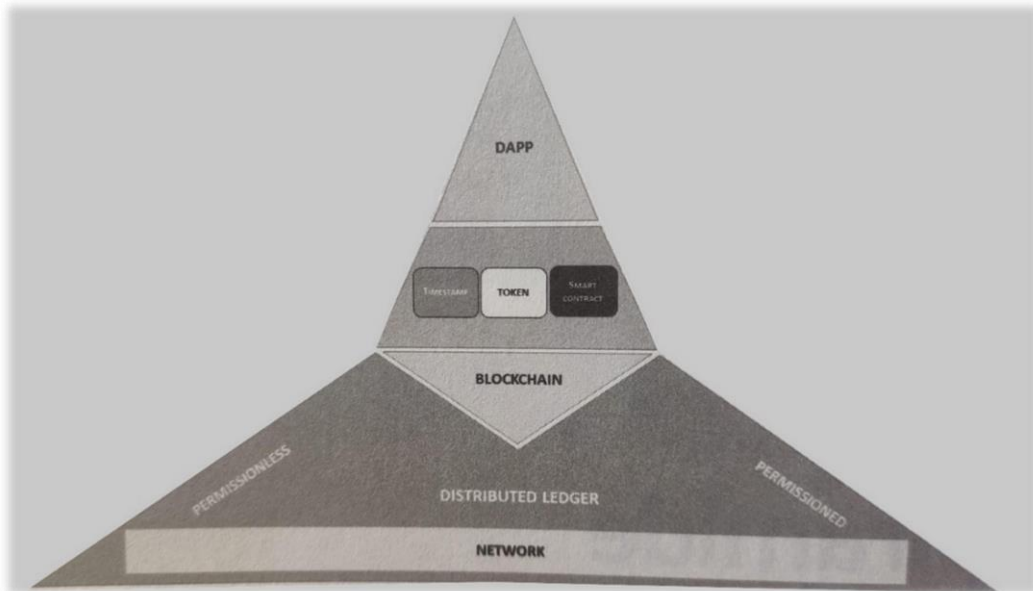 DAPP
TIMESTAMP
TOKEN
SMART
CONTRACT
BLOCKCHAIN
PERMISSIONLESS
PERMISSIONED
DISTRIBUTED LEDGER
NETWORK